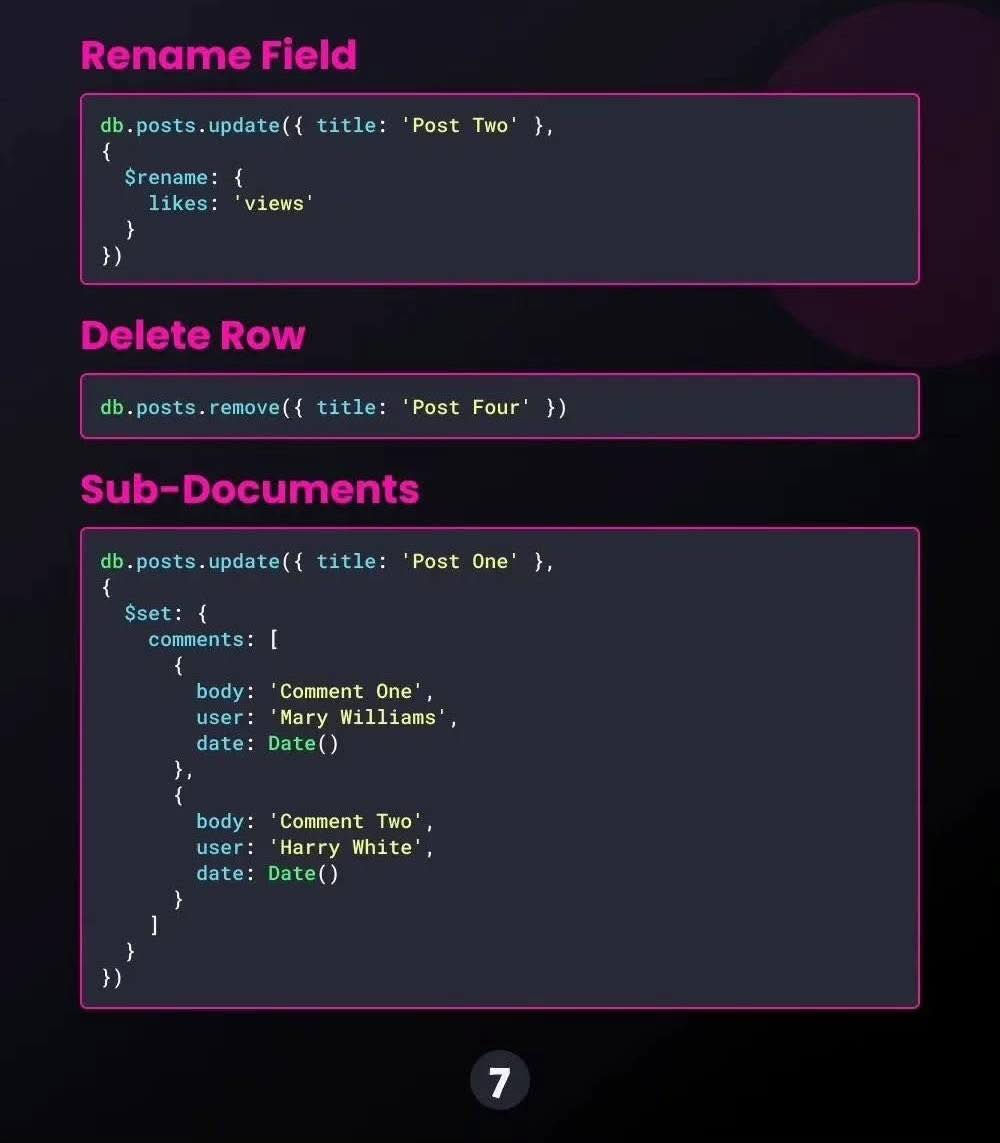 Rename Field
db.posts.update({ title: 'Post Two' },
{
  $rename: {
    likes: 'views'
  }
})
Delete Row
db.posts.remove({ title: 'Post Four' })
Sub-Documents
db.posts.update({ title: 'Post One' },
{
  $set: {
    comments: [
      {
        body: 'Comment One',
        user: 'Mary Williams',
        date: Date()
      },
      {
        body: 'Comment Two',
        user: 'Harry White',
        date: Date()
      }
    ]
  }
})
7